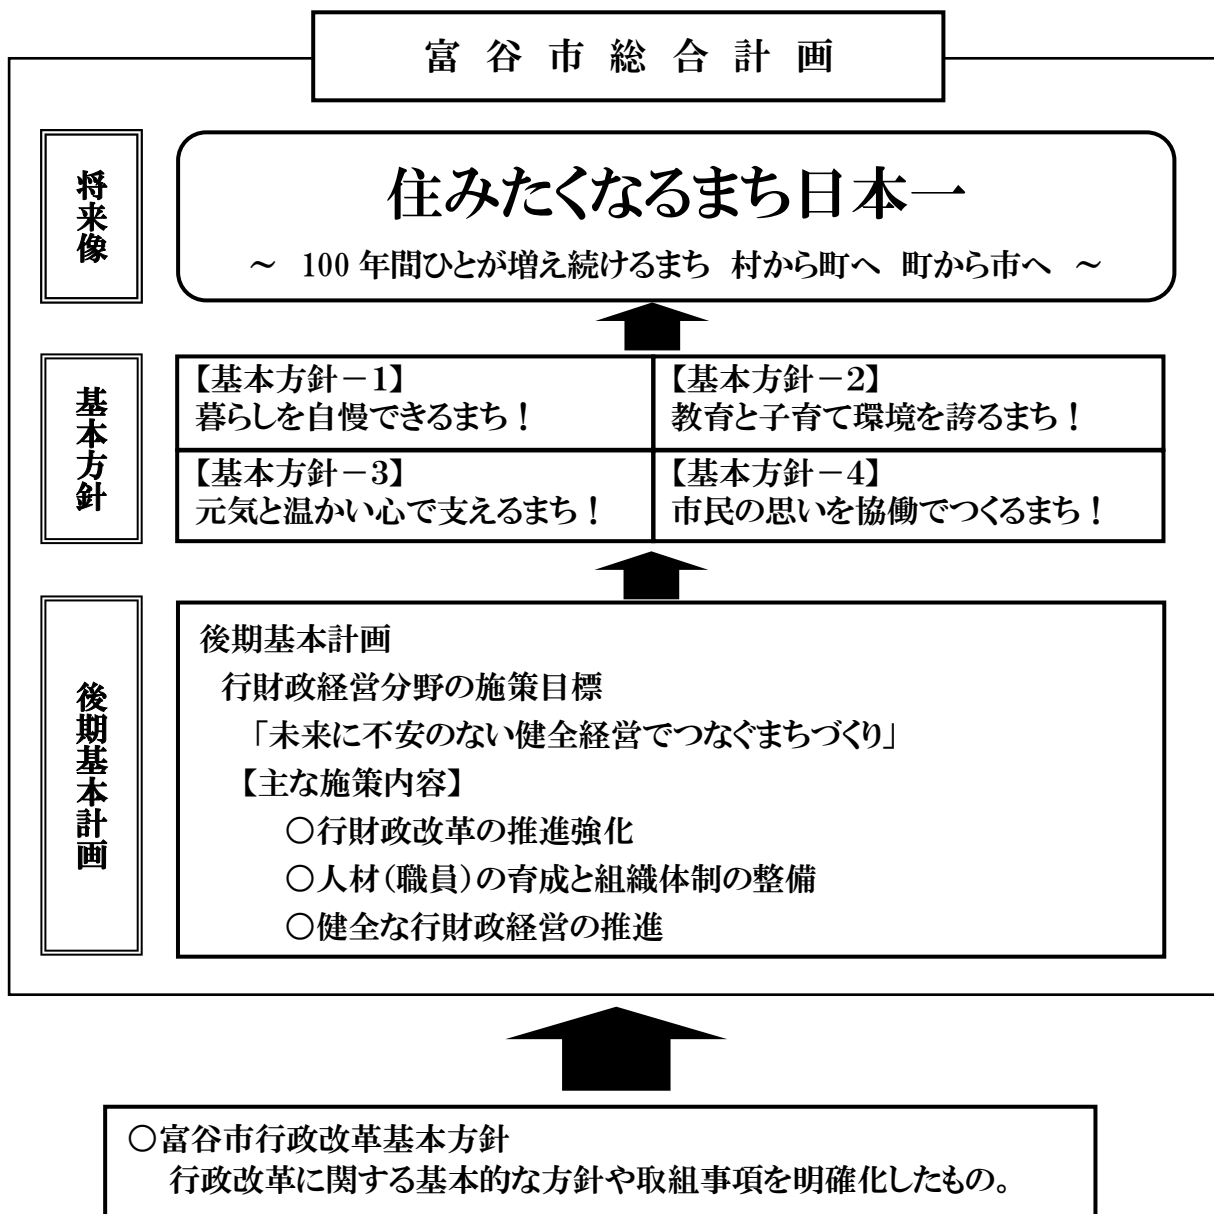 富谷市総合計画
将来像
住みたくなるまち日本一
～ 100 年間ひとが増え続けるまち 村から町へ 町から市へ ～
基本方針
【基本方針－1】
暮らしを自慢できるまち！
【基本方針－2】
教育と子育て環境を誇るまち！
【基本方針－3】
元気と温かい心で支えるまち！
【基本方針－4】
市民の思いを協働でつくるまち！
後期基本計画
後期基本計画
行財政経営分野の施策目標
「未来に不安のない健全経営でつなぐまちづくり」
【主な施策内容】
○行財政改革の推進強化
○人材（職員）の育成と組織体制の整備
○健全な行財政経営の推進
○富谷市行政改革基本方針
行政改革に関する基本的な方針や取組事項を明確化したもの。